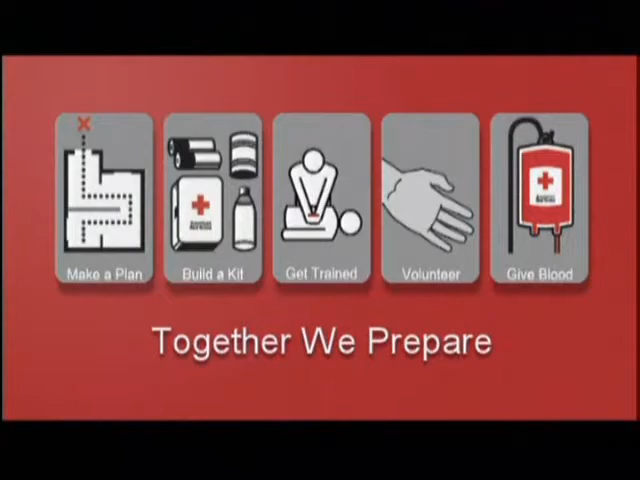 Make a Plan
Build a Kit
Get Trained
Volunteer
Give Blood
Together We Prepare